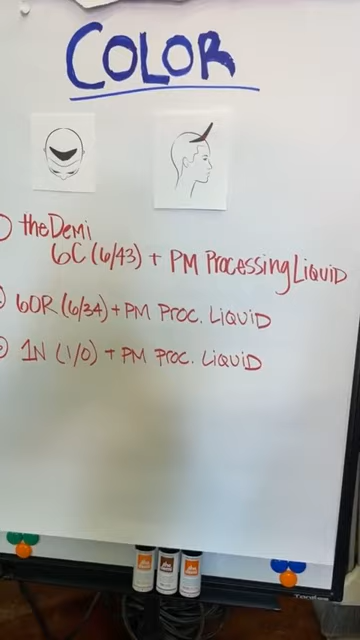 COLOR
theDemi
6C (6/43) + PM Processing Liquid
6OR (6/34) + PM PROC. LIQUID
1N (1/0) + PM PROC. LIQUID